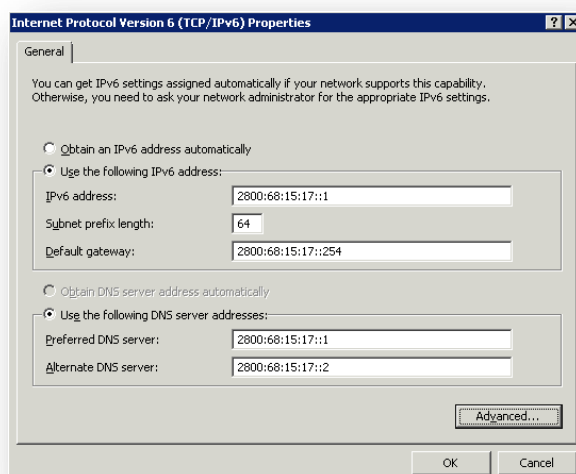 Internet Protocol Version 6 (TCP/IPv6) Properties
General
You can get IPv6 settings assigned automatically if your network supports this capability.
Otherwise, you need to ask your network administrator for the appropriate IPv6 settings.
Obtain an IPv6 address automatically
Use the following IPv6 address:
IPv6 address: 2800:68:15:17::1
Subnet prefix length: 64
Default gateway: 2800:68:15:17::254
Obtain DNS server address automatically
Use the following DNS server addresses:
Preferred DNS server: 2800:68:15:17::1
Alternate DNS server: 2800:68:15:17::2
Advanced...
OK Cancel